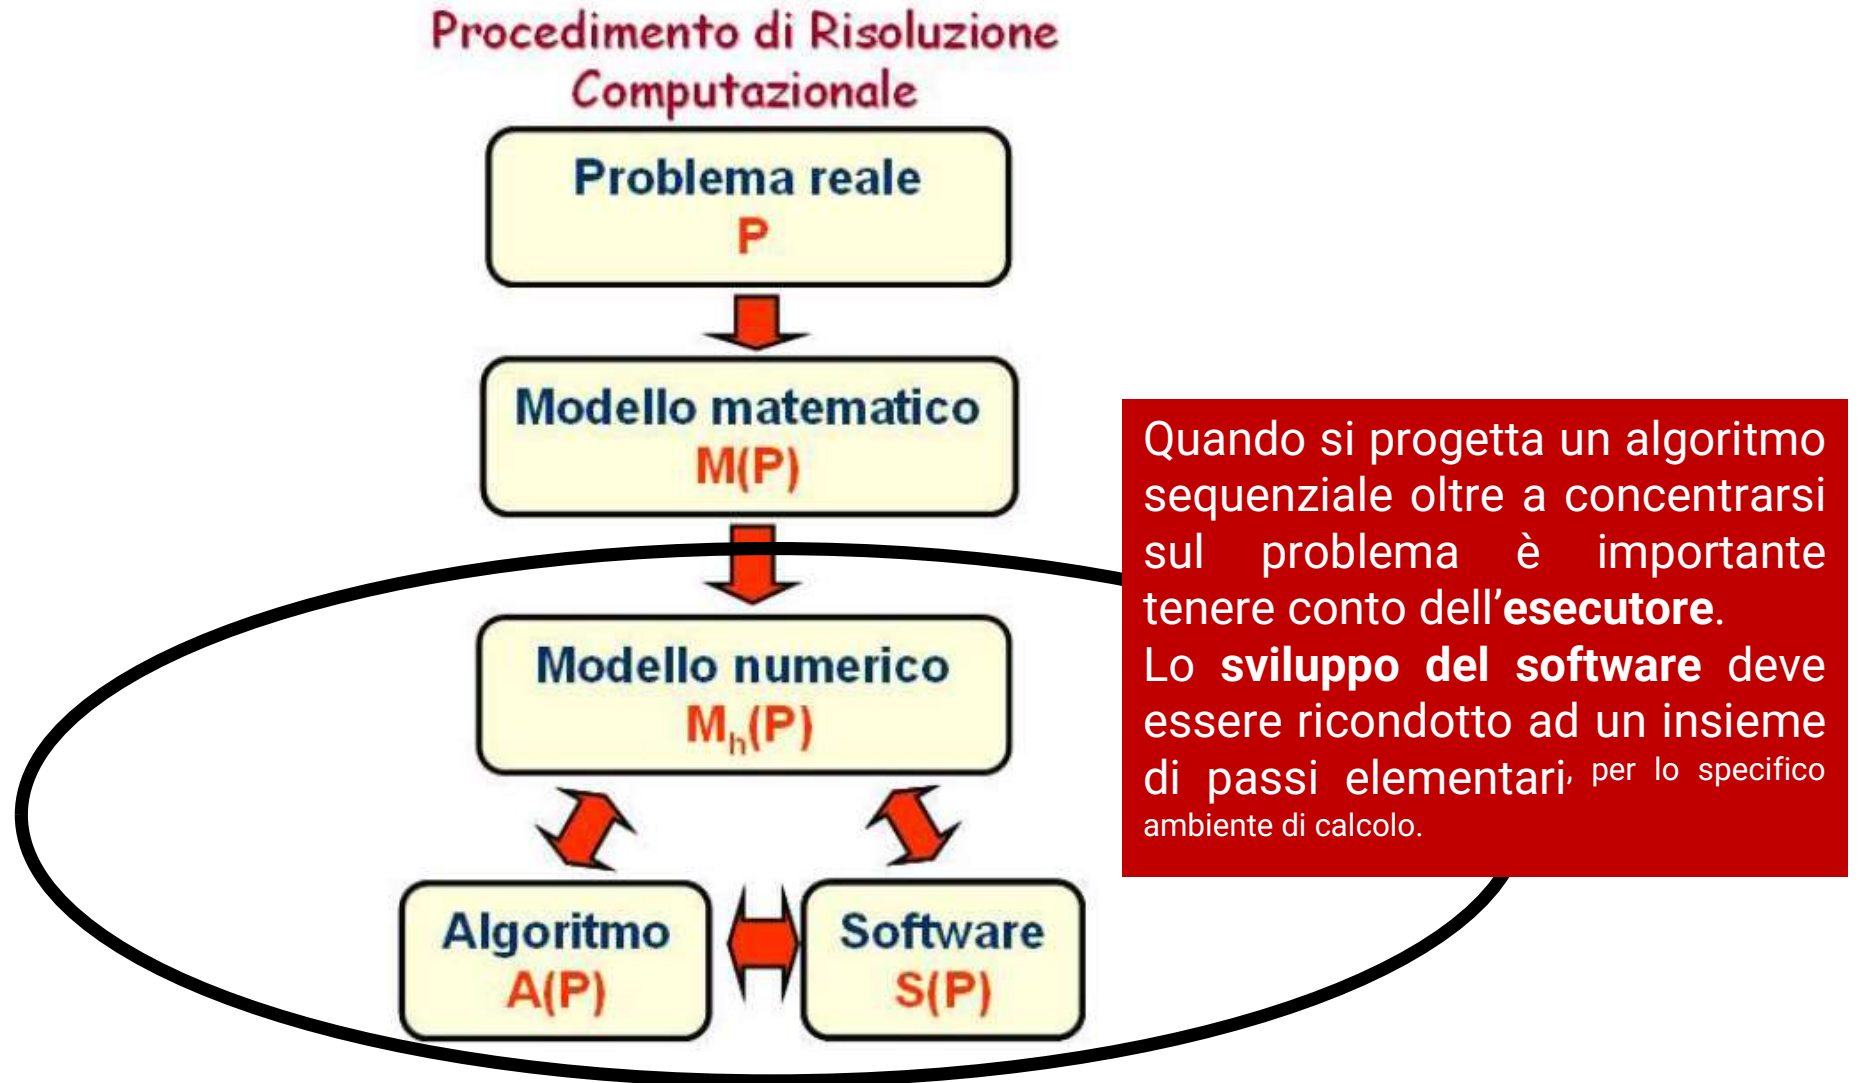 Procedimento di Risoluzione
Computazionale
Problema reale
P
Modello matematico
M(P)
Quando si progetta un algoritmo
sequenziale oltre a concentrarsi
sul problema è importante
tenere conto dell’esecutore.
Lo sviluppo del software deve
essere ricondotto ad un insieme
di passi elementari, per lo specifico
ambiente di calcolo.
Modello numerico
Mh(P)
Algoritmo
A(P)
Software
S(P)